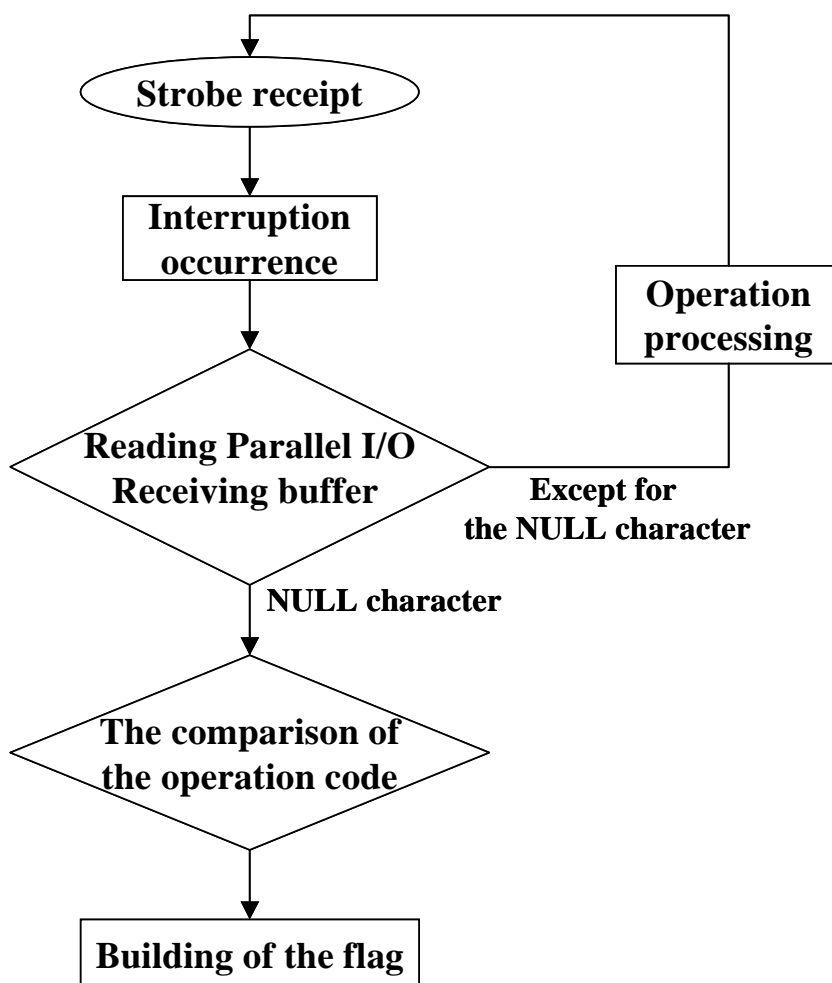 Strobe receipt
Interruption
occurrence
Operation
processing
Reading Parallel I/O
Receiving buffer
Except for
the NULL character
NULL character
The comparison of
the operation code
Building of the flag